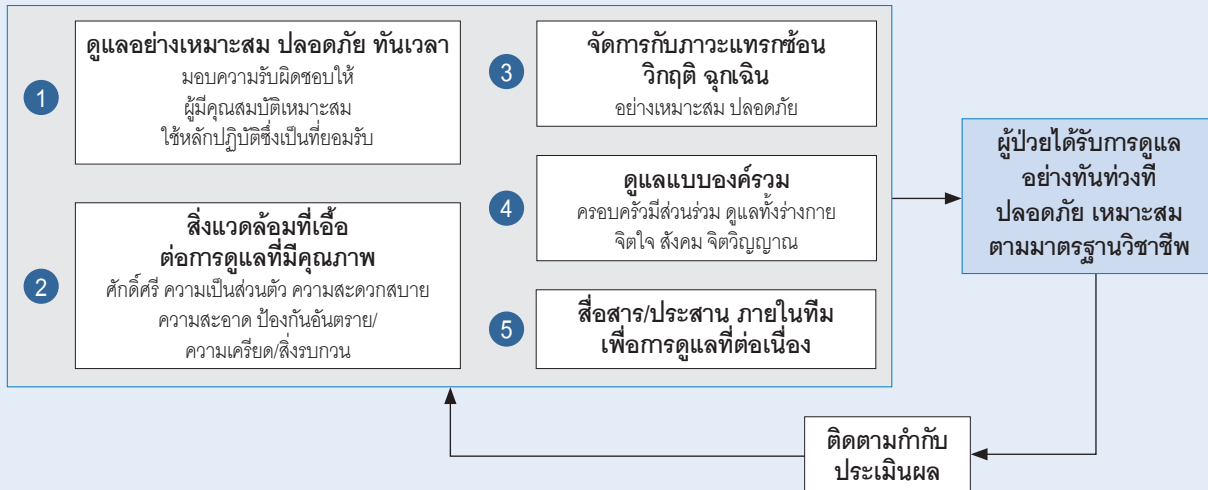 1
ดูแลอย่างเหมาะสม ปลอดภัย ทันเวลา
มอบความรับผิดชอบให้
ผู้มีคุณสมบัติเหมาะสม
ใช้หลักปฏิบัติซึ่งเป็นที่ยอมรับ
2
สิ่งแวดล้อมที่เอื้อ
ต่อการดูแลที่มีคุณภาพ
ศักดิ์ศรี ความเป็นส่วนตัว ความสะดวกสบาย
ความสะอาด ป้องกันอันตราย/
ความเครียด/สิ่งรบกวน
3
จัดการกับภาวะแทรกซ้อน
วิกฤติ ฉุกเฉิน
อย่างเหมาะสม ปลอดภัย
4
ดูแลแบบองค์รวม
ครอบครัวมีส่วนร่วม ดูแลทั้งร่างกาย
จิตใจ สังคม จิตวิญญาณ
5
สื่อสาร/ประสาน ภายในทีม
เพื่อการดูแลที่ต่อเนื่อง
ผู้ป่วยได้รับการดูแล
อย่างทันท่วงที
ปลอดภัย เหมาะสม
ตามมาตรฐานวิชาชีพ
ติดตามกำกับ
ประเมินผล